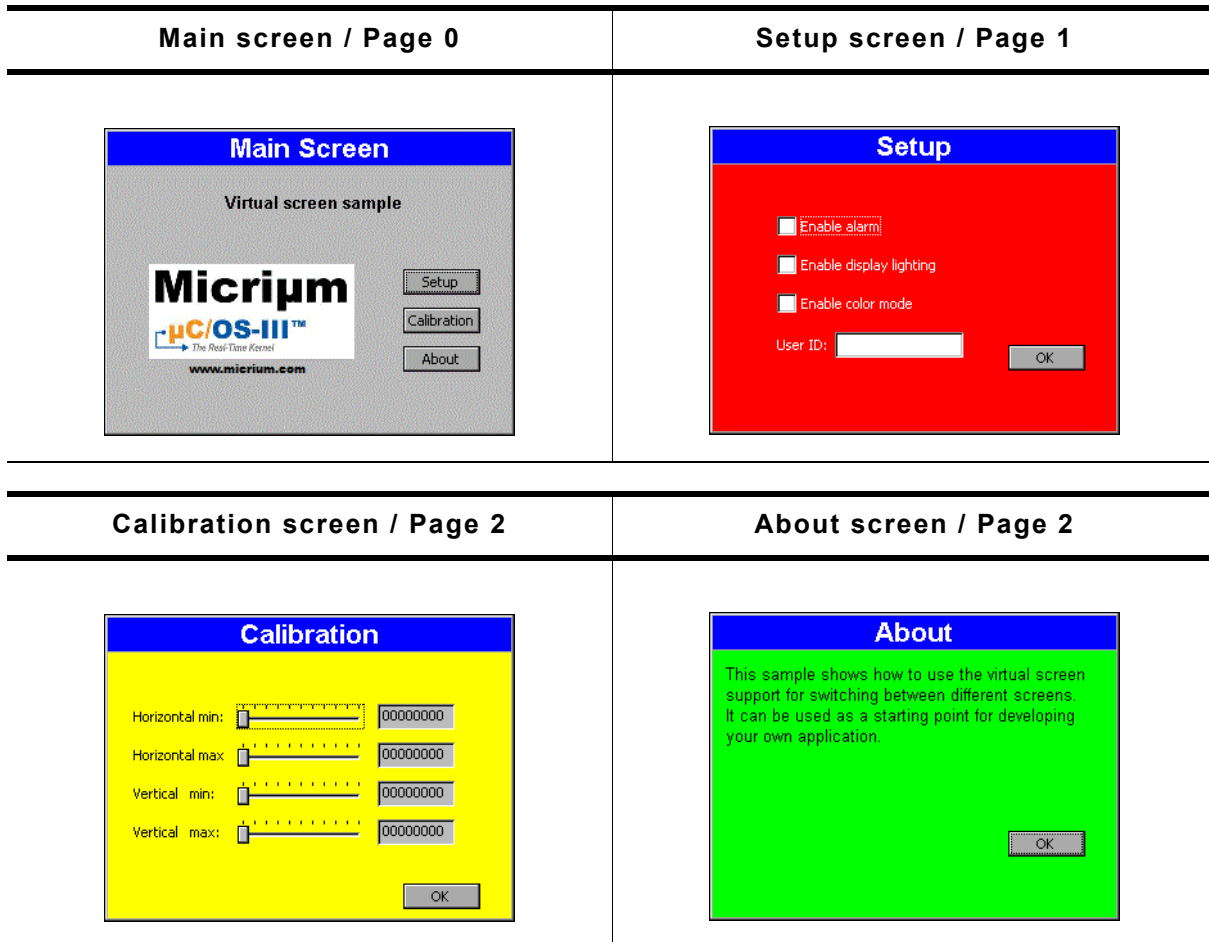 Main screen / Page 0
Setup screen / Page 1
Main Screen
Virtual screen sample
Micriµm
µC/OS-III™
The Real-Time Kernel
www.micrium.com
Setup
Calibration
About
Setup
Enable alarm
Enable display lighting
Enable color mode
User ID:
OK
Calibration screen / Page 2
About screen / Page 2
Calibration
Horizontal min: 00000000
Horizontal max 00000000
Vertical min: 00000000
Vertical max: 00000000
OK
About
This sample shows how to use the virtual screen
support for switching between different screens.
It can be used as a starting point for developing
your own application.
OK